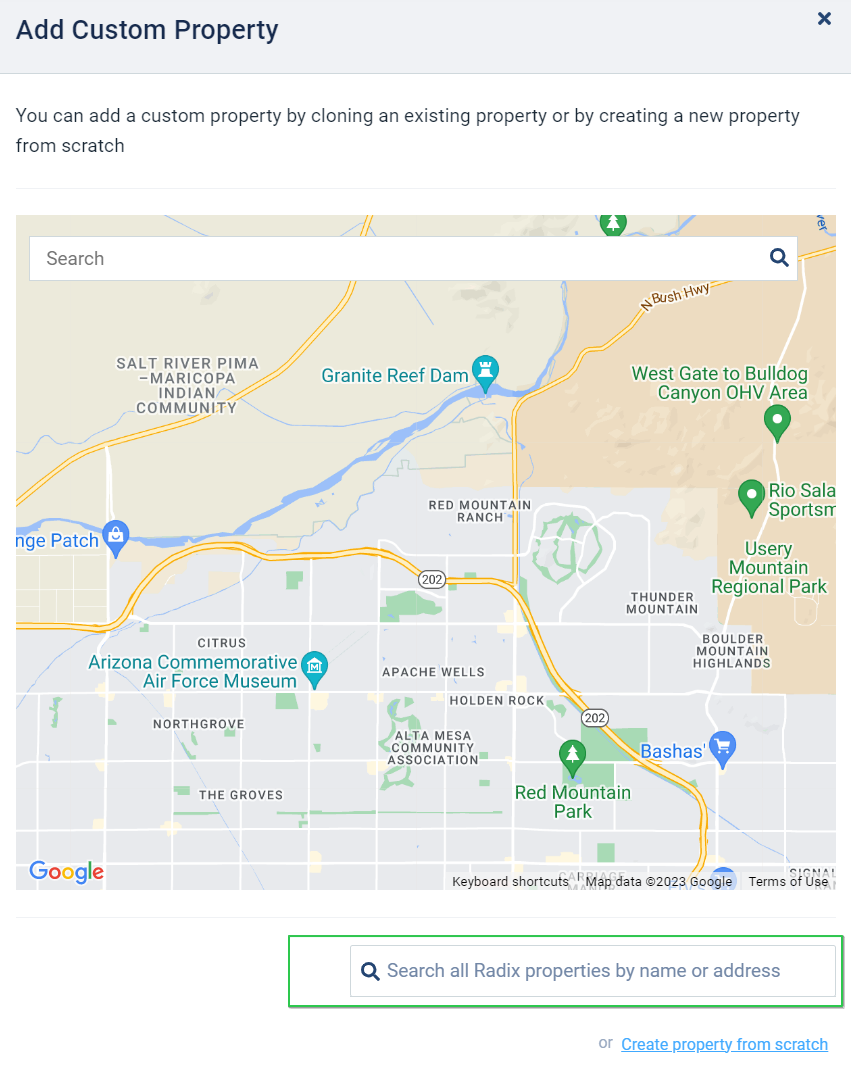 Add Custom Property
You can add a custom property by cloning an existing property or by creating a new property
from scratch
Search
N Bush Hwy
SALT RIVER PIMA
–MARICOPA
INDIAN
COMMUNITY
Granite Reef Dam
West Gate to Bulldog
Canyon OHV Area
Rio Sala
Sportsm
RED MOUNTAIN
RANCH
nge Patch
Usery
Mountain
Regional Park
202
THUNDER
MOUNTAIN
CITRUS
BOULDER
MOUNTAIN
HIGHLANDS
Arizona Commemorative
Air Force Museum
APACHE WELLS
HOLDEN ROCK
202
NORTHGROVE
ALTA MESA
COMMUNITY
ASSOCIATION
Bashas'
THE GROVES
Red Mountain
Park
Google
CARRIAGE
MANOR
Keyboard shortcuts
Map data ©2023 Google
Terms of Use
Search all Radix properties by name or address
or Create property from scratch